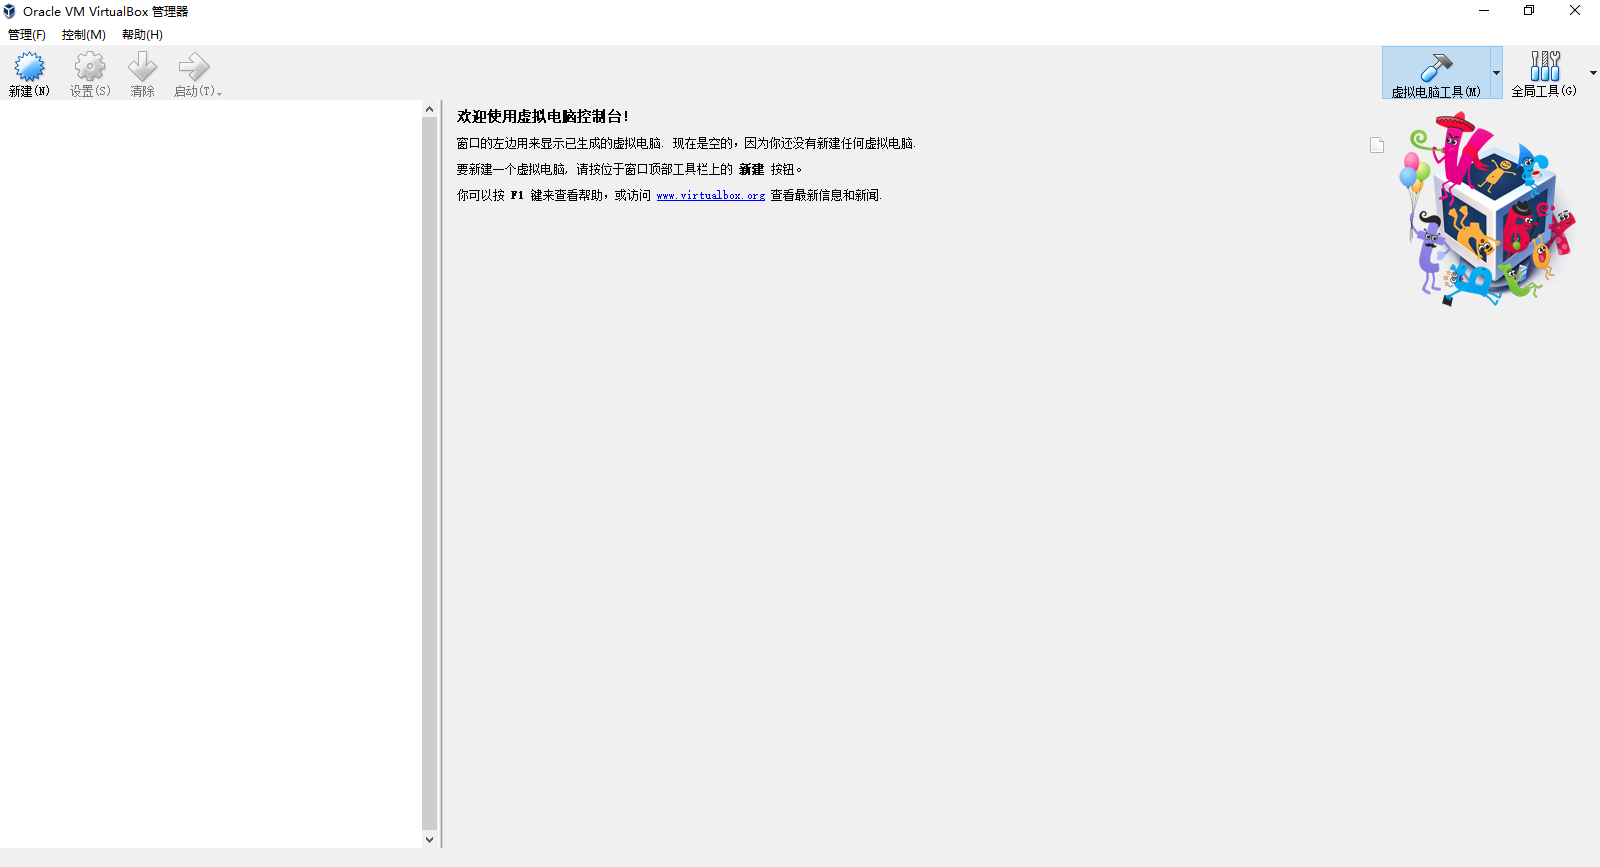 Oracle VM VirtualBox 管理器
管理(F) 控制(M) 帮助(H)
新建(N) 设置(S) 清除 启动(T) 虚拟电脑工具(M) 全局工具(G)
欢迎使用虚拟电脑控制台!
窗口的左边用来显示已生成的虚拟电脑. 现在是空的, 因为你还没有新建任何虚拟电脑.
要新建一个虚拟电脑, 请按位于窗口顶部工具栏上的 新建 按钮。
你可以按 F1 键来查看帮助, 或访问 www.virtualbox.org 查看最新信息和新闻.